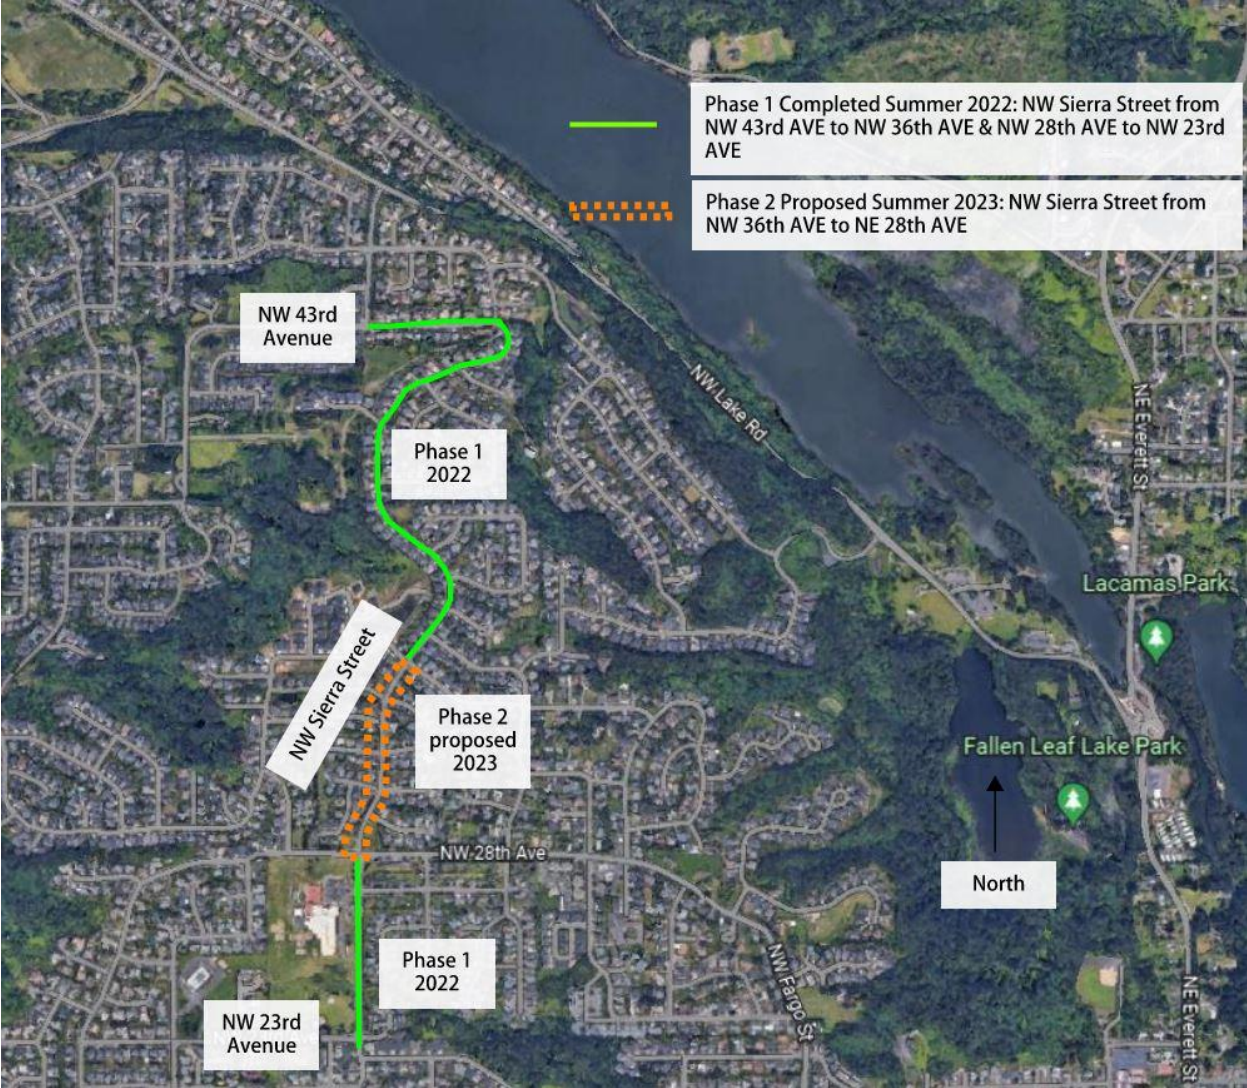 Phase 1 Completed Summer 2022: NW Sierra Street from
NW 43rd AVE to NW 36th AVE & NW 28th AVE to NW 23rd
AVE
Phase 2 Proposed Summer 2023: NW Sierra Street from
NW 36th AVE to NE 28th AVE
NW 43rd
Avenue
NW Lake Rd
NE Everett St
Phase 1
2022
Lacamas Park
NW Sierra Street
Phase 2
proposed
2023
Fallen Leaf Lake Park
NW 28th Ave
North
Phase 1
2022
NW Fargo St
NE Everett St
NW 23rd
Avenue